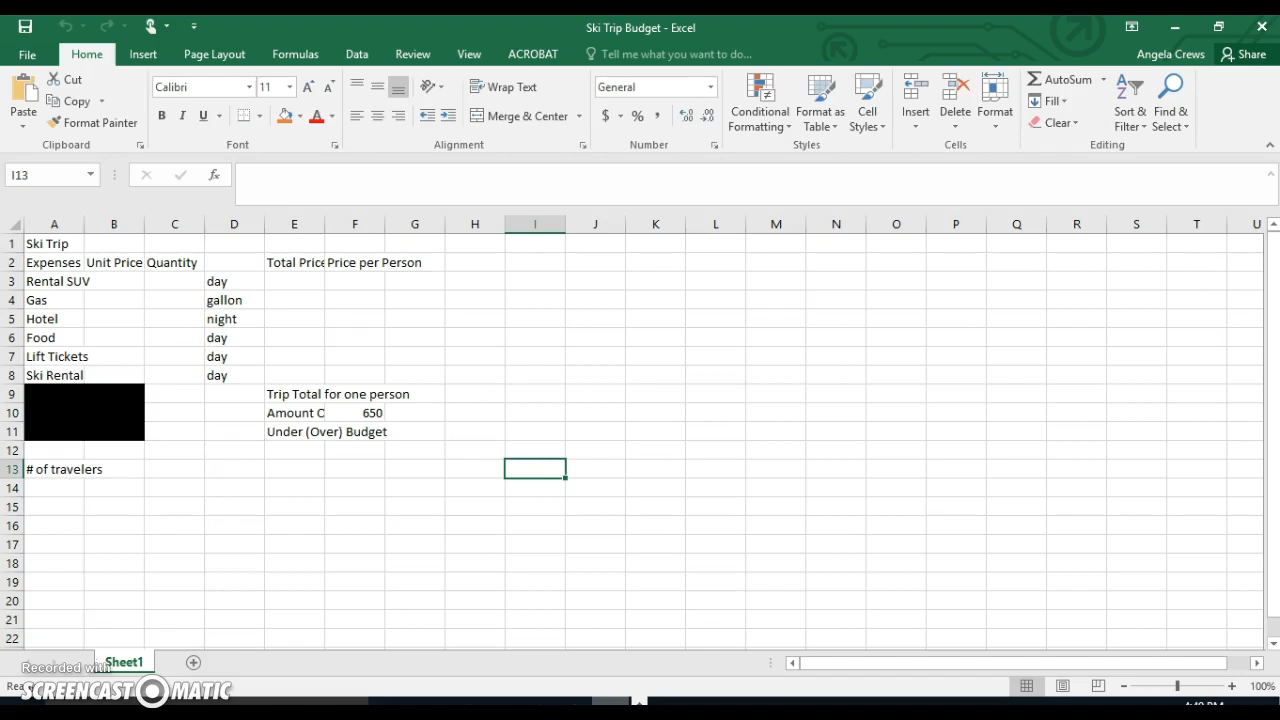 Ski Trip Budget - Excel
File Home Insert Page Layout Formulas Data Review View ACROBAT Tell me what you want to do... Angela Crews Share
Paste Cut Copy Format Painter Clipboard
Calibri 11 B I U A Font
Wrap Text Merge & Center Alignment
General $ % , Number
Conditional Formatting Format as Table Cell Styles Styles
Insert Delete Format Cells
AutoSum Fill Clear Sort & Filter Find & Select Editing
I13 fx
A B C D E F G H I J K L M N O P Q R S T U
1 Ski Trip
2 Expenses Unit Price Quantity Total Price Price per Person
3 Rental SUV day
4 Gas gallon
5 Hotel night
6 Food day
7 Lift Tickets day
8 Ski Rental day
9 Trip Total for one person
10 Amount 650
11 Under (Over) Budget
12
13 # of travelers
14
15
16
17
18
19
20
21
22
Sheet1
Recorded with
SCREENCAST MATIC
100%